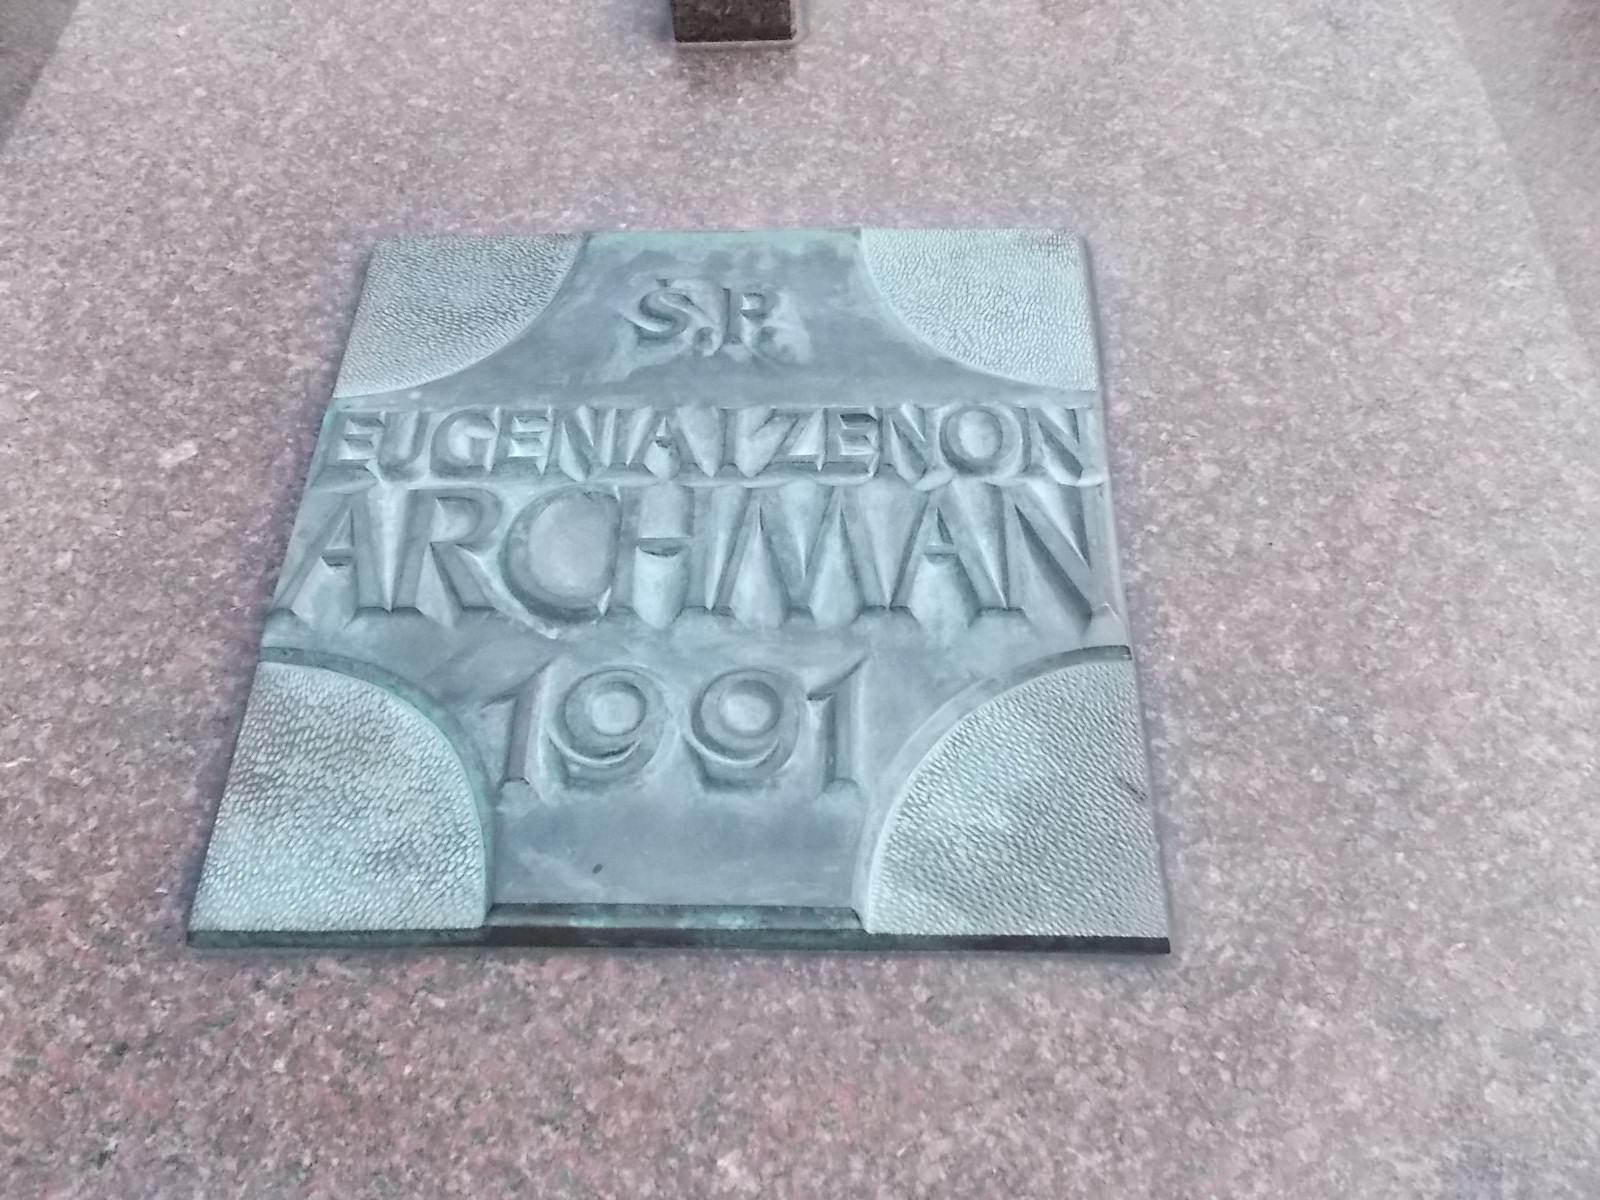 Ś.P.
EUGENIA I ZENON
ARCHMAN
1991